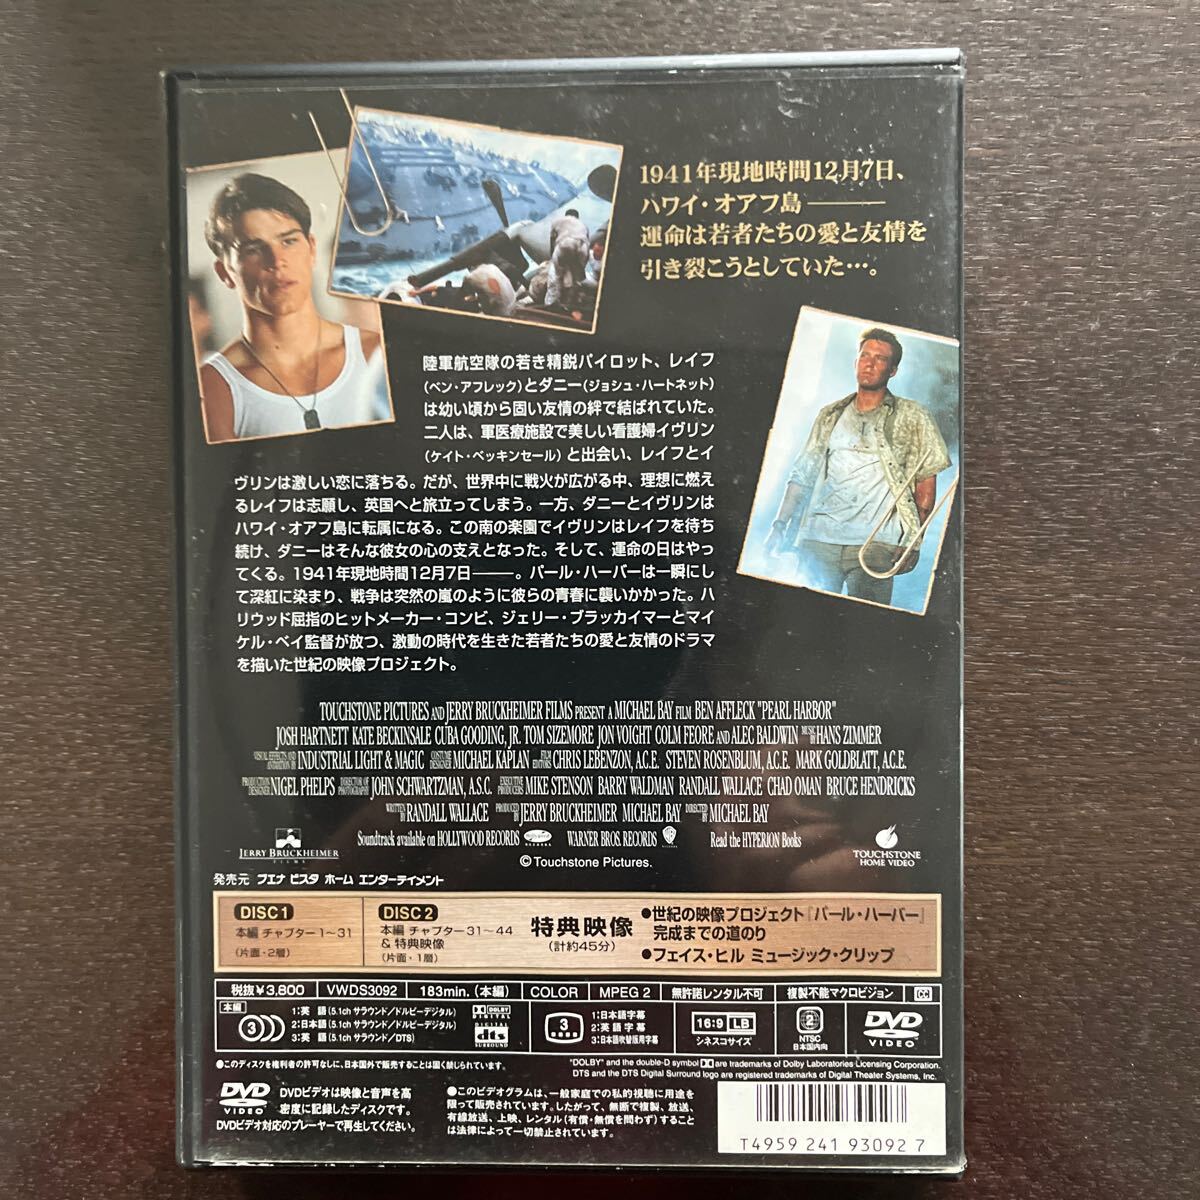 1941年現地時間12月7日、
ハワイ・オアフ島———
運命は若者たちの愛と友情を
引き裂こうとしていた…。
陸軍航空隊の若き精鋭パイロット、レイフ
(ベン・アフレック)とダニー(ジョシュ・ハートネット)
は幼い頃から固い友情の絆で結ばれていた。
二人は、軍医療施設で美しい看護婦イヴリン
(ケイト・ベッキンセール)と出会い、レイフとイ
ヴリンは激しい恋に落ちる。だが、世界中に戦火が広がる中、理想に燃え
るレイフは志願し、英国へと旅立ってしまう。一方、ダニーとイヴリンは
ハワイ・オアフ島に転属になる。この南の楽園でイヴリンはレイフを待ち
続け、ダニーはそんな彼女の心の支えとなった。そして、運命の日はやっ
てくる。1941年現地時間12月7日——。パール・ハーバーは一瞬にし
て深紅に染まり、戦争は突然の嵐のように彼らの青春に襲いかかった。ハ
リウッド屈指のヒットメーカー・コンビ、ジェリー・ブラッカイマーとマイ
ケル・ベイ監督が放つ、激動の時代を生きた若者たちの愛と友情のドラマ
を描いた世紀の映像プロジェクト。
TOUCHSTONE PICTURES AND JERRY BRUCKHEIMER FILMS PRESENT A MICHAEL BAY FILM BEN AFFLECK "PEARL HARBOR"
JOSH HARTNETT KATE BECKINSALE CUBA GOODING, JR. TOM SIZEMORE JON VOIGHT COLM FEORE AND ALEC BALDWIN MUSIC BY HANS ZIMMER
VISUAL EFFECTS AND ANIMATION BY INDUSTRIAL LIGHT & MAGIC COSTUME DESIGNER MICHAEL KAPLAN FILM EDITORS CHRIS LEBENZON, A.C.E. STEVEN ROSENBLUM, A.C.E. MARK GOLDBLATT, A.C.E.
PRODUCTION DESIGNER NIGEL PHELPS DIRECTOR OF PHOTOGRAPHY JOHN SCHWARTZMAN, A.S.C. EXECUTIVE PRODUCERS MIKE STENSON BARRY WALDMAN RANDALL WALLACE CHAD OMAN BRUCE HENDRICKS
WRITTEN BY RANDALL WALLACE PRODUCED BY JERRY BRUCKHEIMER MICHAEL BAY DIRECTED BY MICHAEL BAY
Soundtrack available on HOLLYWOOD RECORDS WARNER BROS. RECORDS Read the HYPERION Books
JERRY BRUCKHEIMER
FILMS
TOUCHSTONE
HOME VIDEO
©Touchstone Pictures.
発売元 ブエナ ビスタ ホーム エンターテイメント
DISC 1
本編 チャプター1〜31
(片面・2層)
DISC 2
本編 チャプター31〜44
&特典映像
(片面・1層)
特典映像
(計約45分)
●世紀の映像プロジェクト『パール・ハーバー』
完成までの道のり
●フェイス・ヒル ミュージック・クリップ
税抜¥3,800 VWDS3092 183min.(本編) COLOR MPEG 2 無許諾レンタル不可 複製不能マクロビジョン CC
本編
3
1:英 語(5.1ch サラウンド/ドルビーデジタル)
2:日本語(5.1ch サラウンド/ドルビーデジタル)
3:英 語(5.1ch サラウンド/DTS)
DOLBY
DIGITAL
DIGITAL
dts
SURROUND
3
1:日本語字幕
2:英語字幕
3:日本語吹替版用字幕
16:9 LB
シネスコサイズ
2
NTSC
日本国内向
DVD
VIDEO
●このディスクを権利者の許可なしに、日本国外で販売することは固く禁じられています。
"DOLBY" and the double-D symbol are trademarks of Dolby Laboratories Licensing Corporation.
DTS and the DTS Digital Surround logo are registered trademarks of Digital Theater Systems, Inc.
DVD
VIDEO
DVDビデオは映像と音声を高
密度に記録したディスクです。
DVDビデオ対応のプレーヤーで再生してください。
●このビデオグラムは、一般家庭での私的視聴に用途を
限って販売されています。したがって、無断で複製、放送、
有線放送、上映、レンタル(有償・無償を問わず)すること
は法律によって一切禁止されています。
T4959 241 93092 7